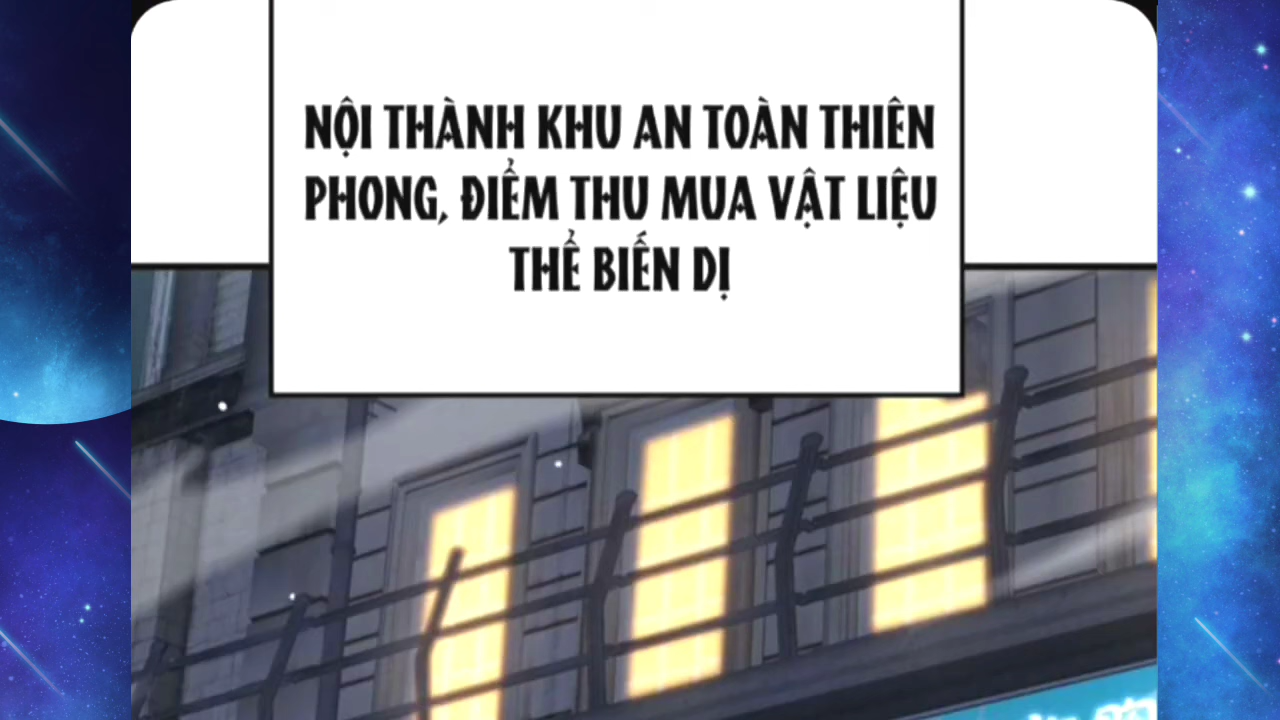 NỘI THÀNH KHU AN TOÀN THIÊN
PHONG, ĐIỂM THU MUA VẬT LIỆU
THỂ BIẾN DỊ